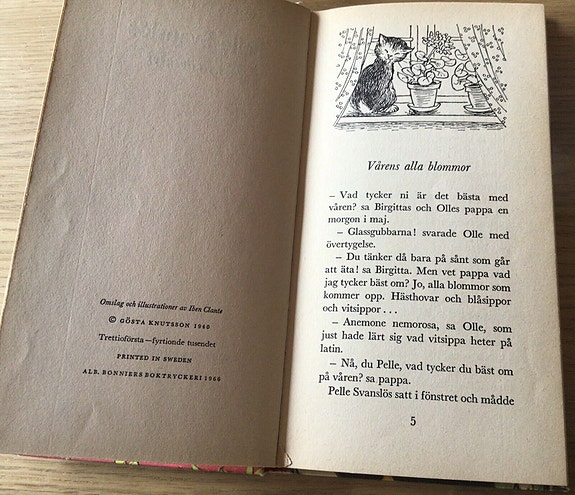 Omslag och illustrationer av Iben Clante
© GÖSTA KNUTSSON 1940
Trettioförsta—fyrtionde tusendet
PRINTED IN SWEDEN
ALB. BONNIERS BOKTRYCKERI 1966
Vårens alla blommor
– Vad tycker ni är det bästa med
våren? sa Birgittas och Olles pappa en
morgon i maj.
– Glassgubbarna! svarade Olle med
övertygelse.
– Du tänker då bara på sånt som går
att äta! sa Birgitta. Men vet pappa vad
jag tycker bäst om? Jo, alla blommor som
kommer opp. Hästhovar och blåsippor
och vitsippor . . .
– Anemone nemorosa, sa Olle, som
just hade lärt sig vad vitsippa heter på
latin.
– Nå, du Pelle, vad tycker du bäst om
på våren? sa pappa.
Pelle Svanslös satt i fönstret och mådde
5